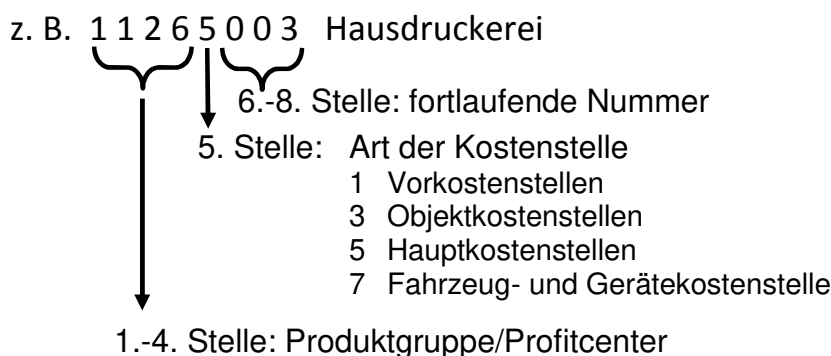 z. B. 1 1 2 6 5 0 0 3 Hausdruckerei
6.-8. Stelle: fortlaufende Nummer
5. Stelle: Art der Kostenstelle
1 Vorkostenstellen
3 Objektkostenstellen
5 Hauptkostenstellen
7 Fahrzeug- und Gerätekostenstelle
1.-4. Stelle: Produktgruppe/Profitcenter